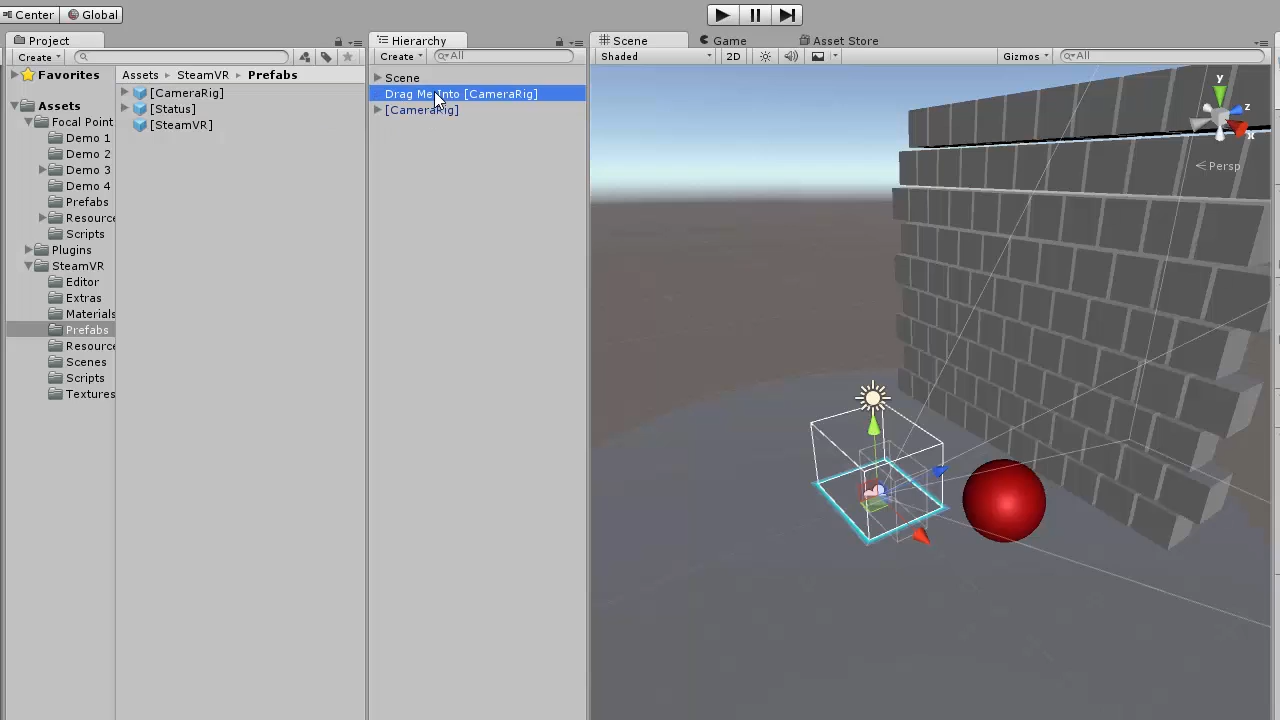 Center Global
Project
Create
Favorites
Assets
Focal Point
Demo 1
Demo 2
Demo 3
Demo 4
Prefabs
Resource
Scripts
Plugins
SteamVR
Editor
Extras
Materials
Prefabs
Resource
Scenes
Scripts
Textures
Assets SteamVR Prefabs
[CameraRig]
[Status]
[SteamVR]
Hierarchy
Create All
Scene
Drag Me Into [CameraRig]
[CameraRig]
Scene Game Asset Store
Shaded 2D Gizmos All
y
z
x
Persp